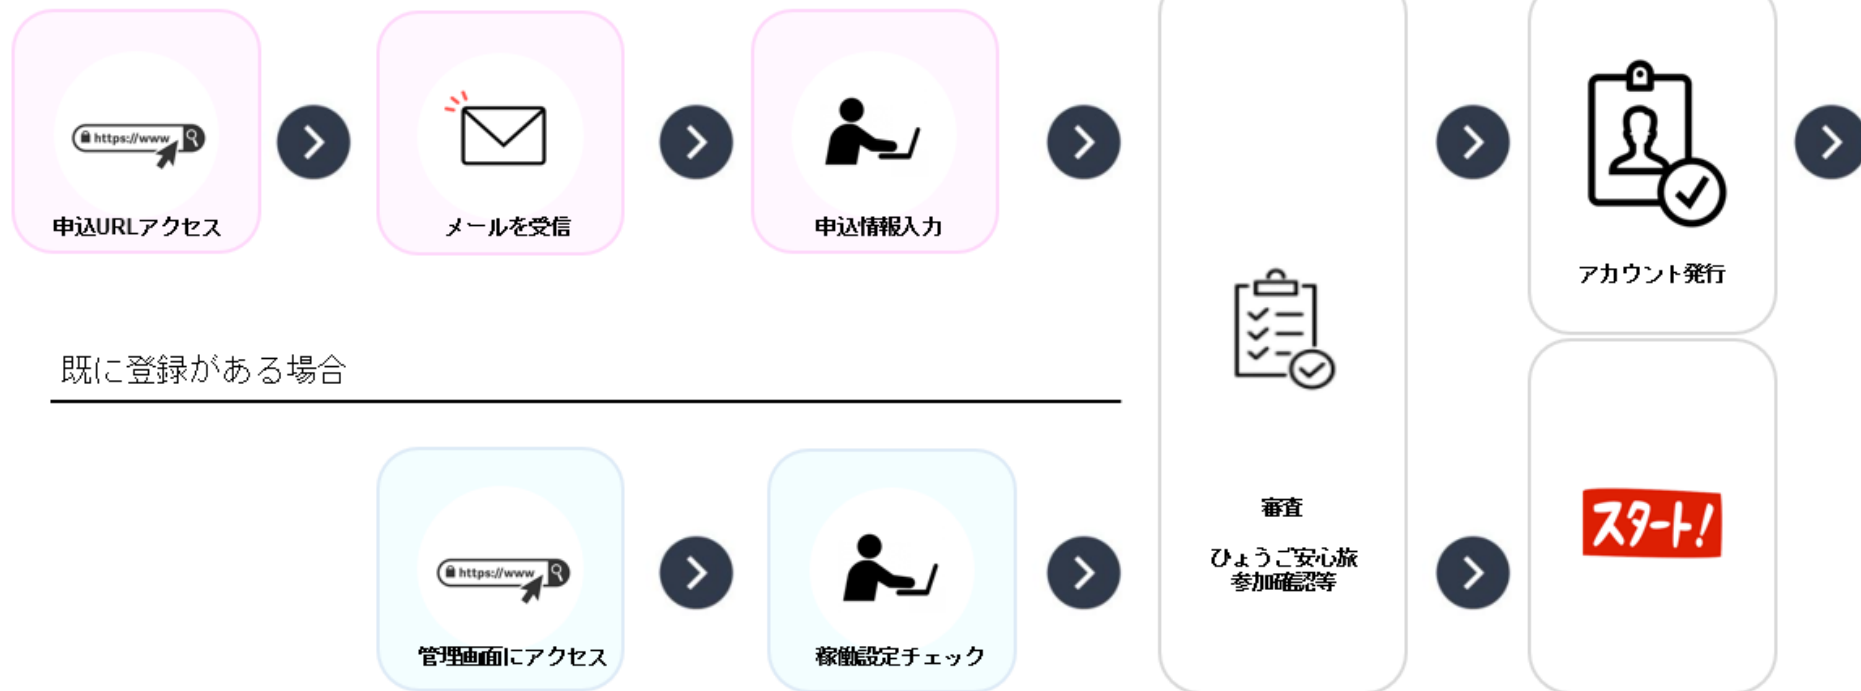 https://www
申込URLアクセス
メールを受信
申込情報入力
アカウント発行
既に登録がある場合
https://www
管理画面にアクセス
稼働設定チェック
審査
ひょうご安心旅
参加確認等
スタート!